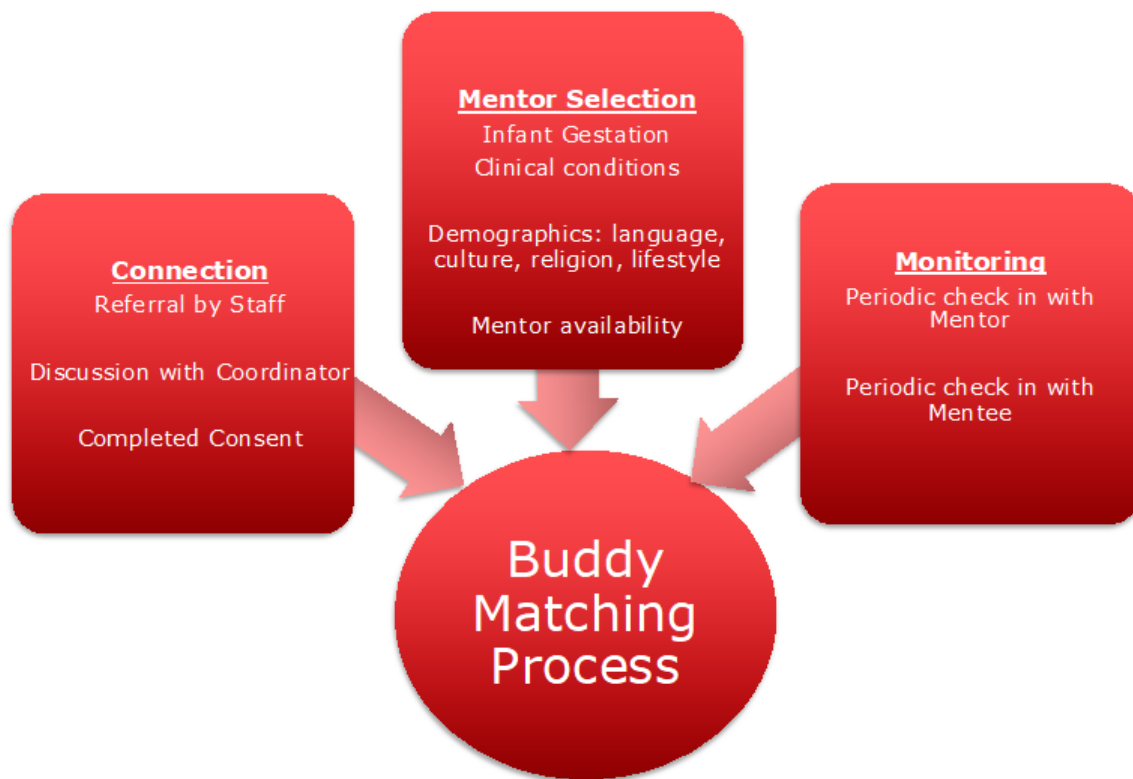 Connection
Referral by Staff
Discussion with Coordinator
Completed Consent
Mentor Selection
Infant Gestation
Clinical conditions
Demographics: language,
culture, religion, lifestyle
Mentor availability
Monitoring
Periodic check in with
Mentor
Periodic check in with
Mentee
Buddy
Matching
Process